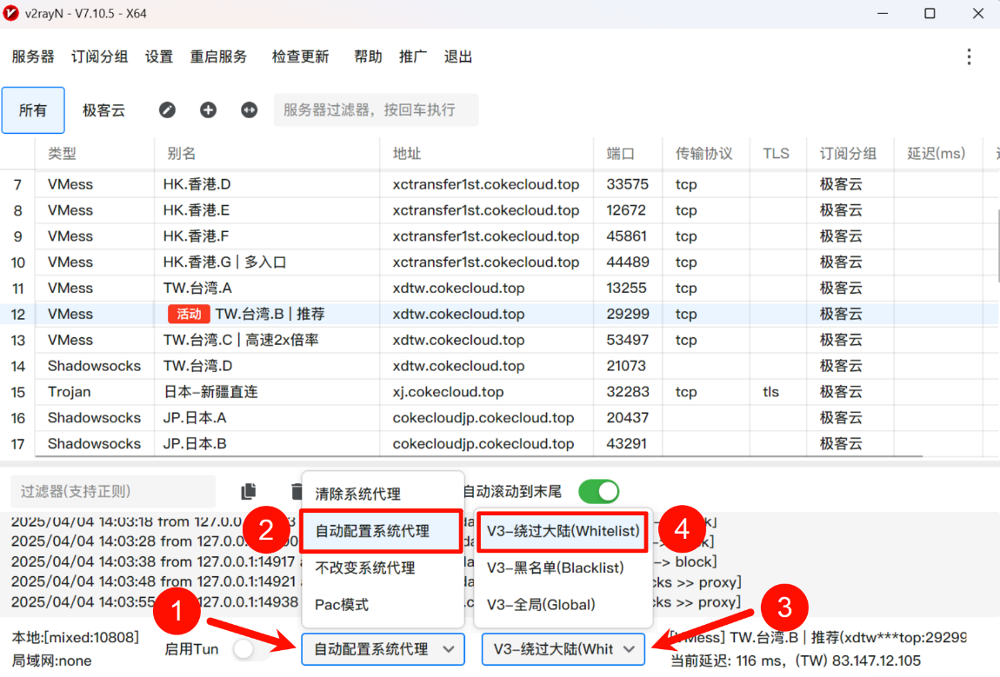 v2rayN - V7.10.5 - X64
服务器 订阅分组 设置 重启服务 检查更新 帮助 推广 退出
所有 极客云 服务器过滤器，按回车执行
类型 别名 地址 端口 传输协议 TLS 订阅分组 延迟(ms)
7 VMess HK.香港.D xctransfer1st.cokecloud.top 33575 tcp 极客云
8 VMess HK.香港.E xctransfer1st.cokecloud.top 12672 tcp 极客云
9 VMess HK.香港.F xctransfer1st.cokecloud.top 45861 tcp 极客云
10 VMess HK.香港.G | 多入口 xctransfer1st.cokecloud.top 44489 tcp 极客云
11 VMess TW.台湾.A xdtw.cokecloud.top 13255 tcp 极客云
12 VMess 活动 TW.台湾.B | 推荐 xdtw.cokecloud.top 29299 tcp 极客云
13 VMess TW.台湾.C | 高速2x倍率 xdtw.cokecloud.top 53497 tcp 极客云
14 Shadowsocks TW.台湾.D xdtw.cokecloud.top 21073 极客云
15 Trojan 日本-新疆直连 xj.cokecloud.top 32283 tcp tls 极客云
16 Shadowsocks JP.日本.A cokecloudjp.cokecloud.top 20437 极客云
17 Shadowsocks JP.日本.B cokecloudjp.cokecloud.top 43291 极客云
过滤器(支持正则) 自动滚动到末尾
清除系统代理
自动配置系统代理
不改变系统代理
Pac模式
V3-绕过大陆(Whitelist)
V3-黑名单(Blacklist)
V3-全局(Global)
2025/04/04 14:03:18 from 127.0.
2025/04/04 14:03:28 from 127.0.0.
2025/04/04 14:03:38 from 127.0.0.1:14917 -> block]
2025/04/04 14:03:48 from 127.0.0.1:14921 cks >> proxy]
2025/04/04 14:03:55 127.0.0.1:14938 cks >> proxy]
1
2
3
4
本地:[mixed:10808] 启用Tun 自动配置系统代理 V3-绕过大陆(Whit [VMess] TW.台湾.B | 推荐(xdtw***top:29299
局域网:none 当前延迟: 116 ms，(TW) 83.147.12.105